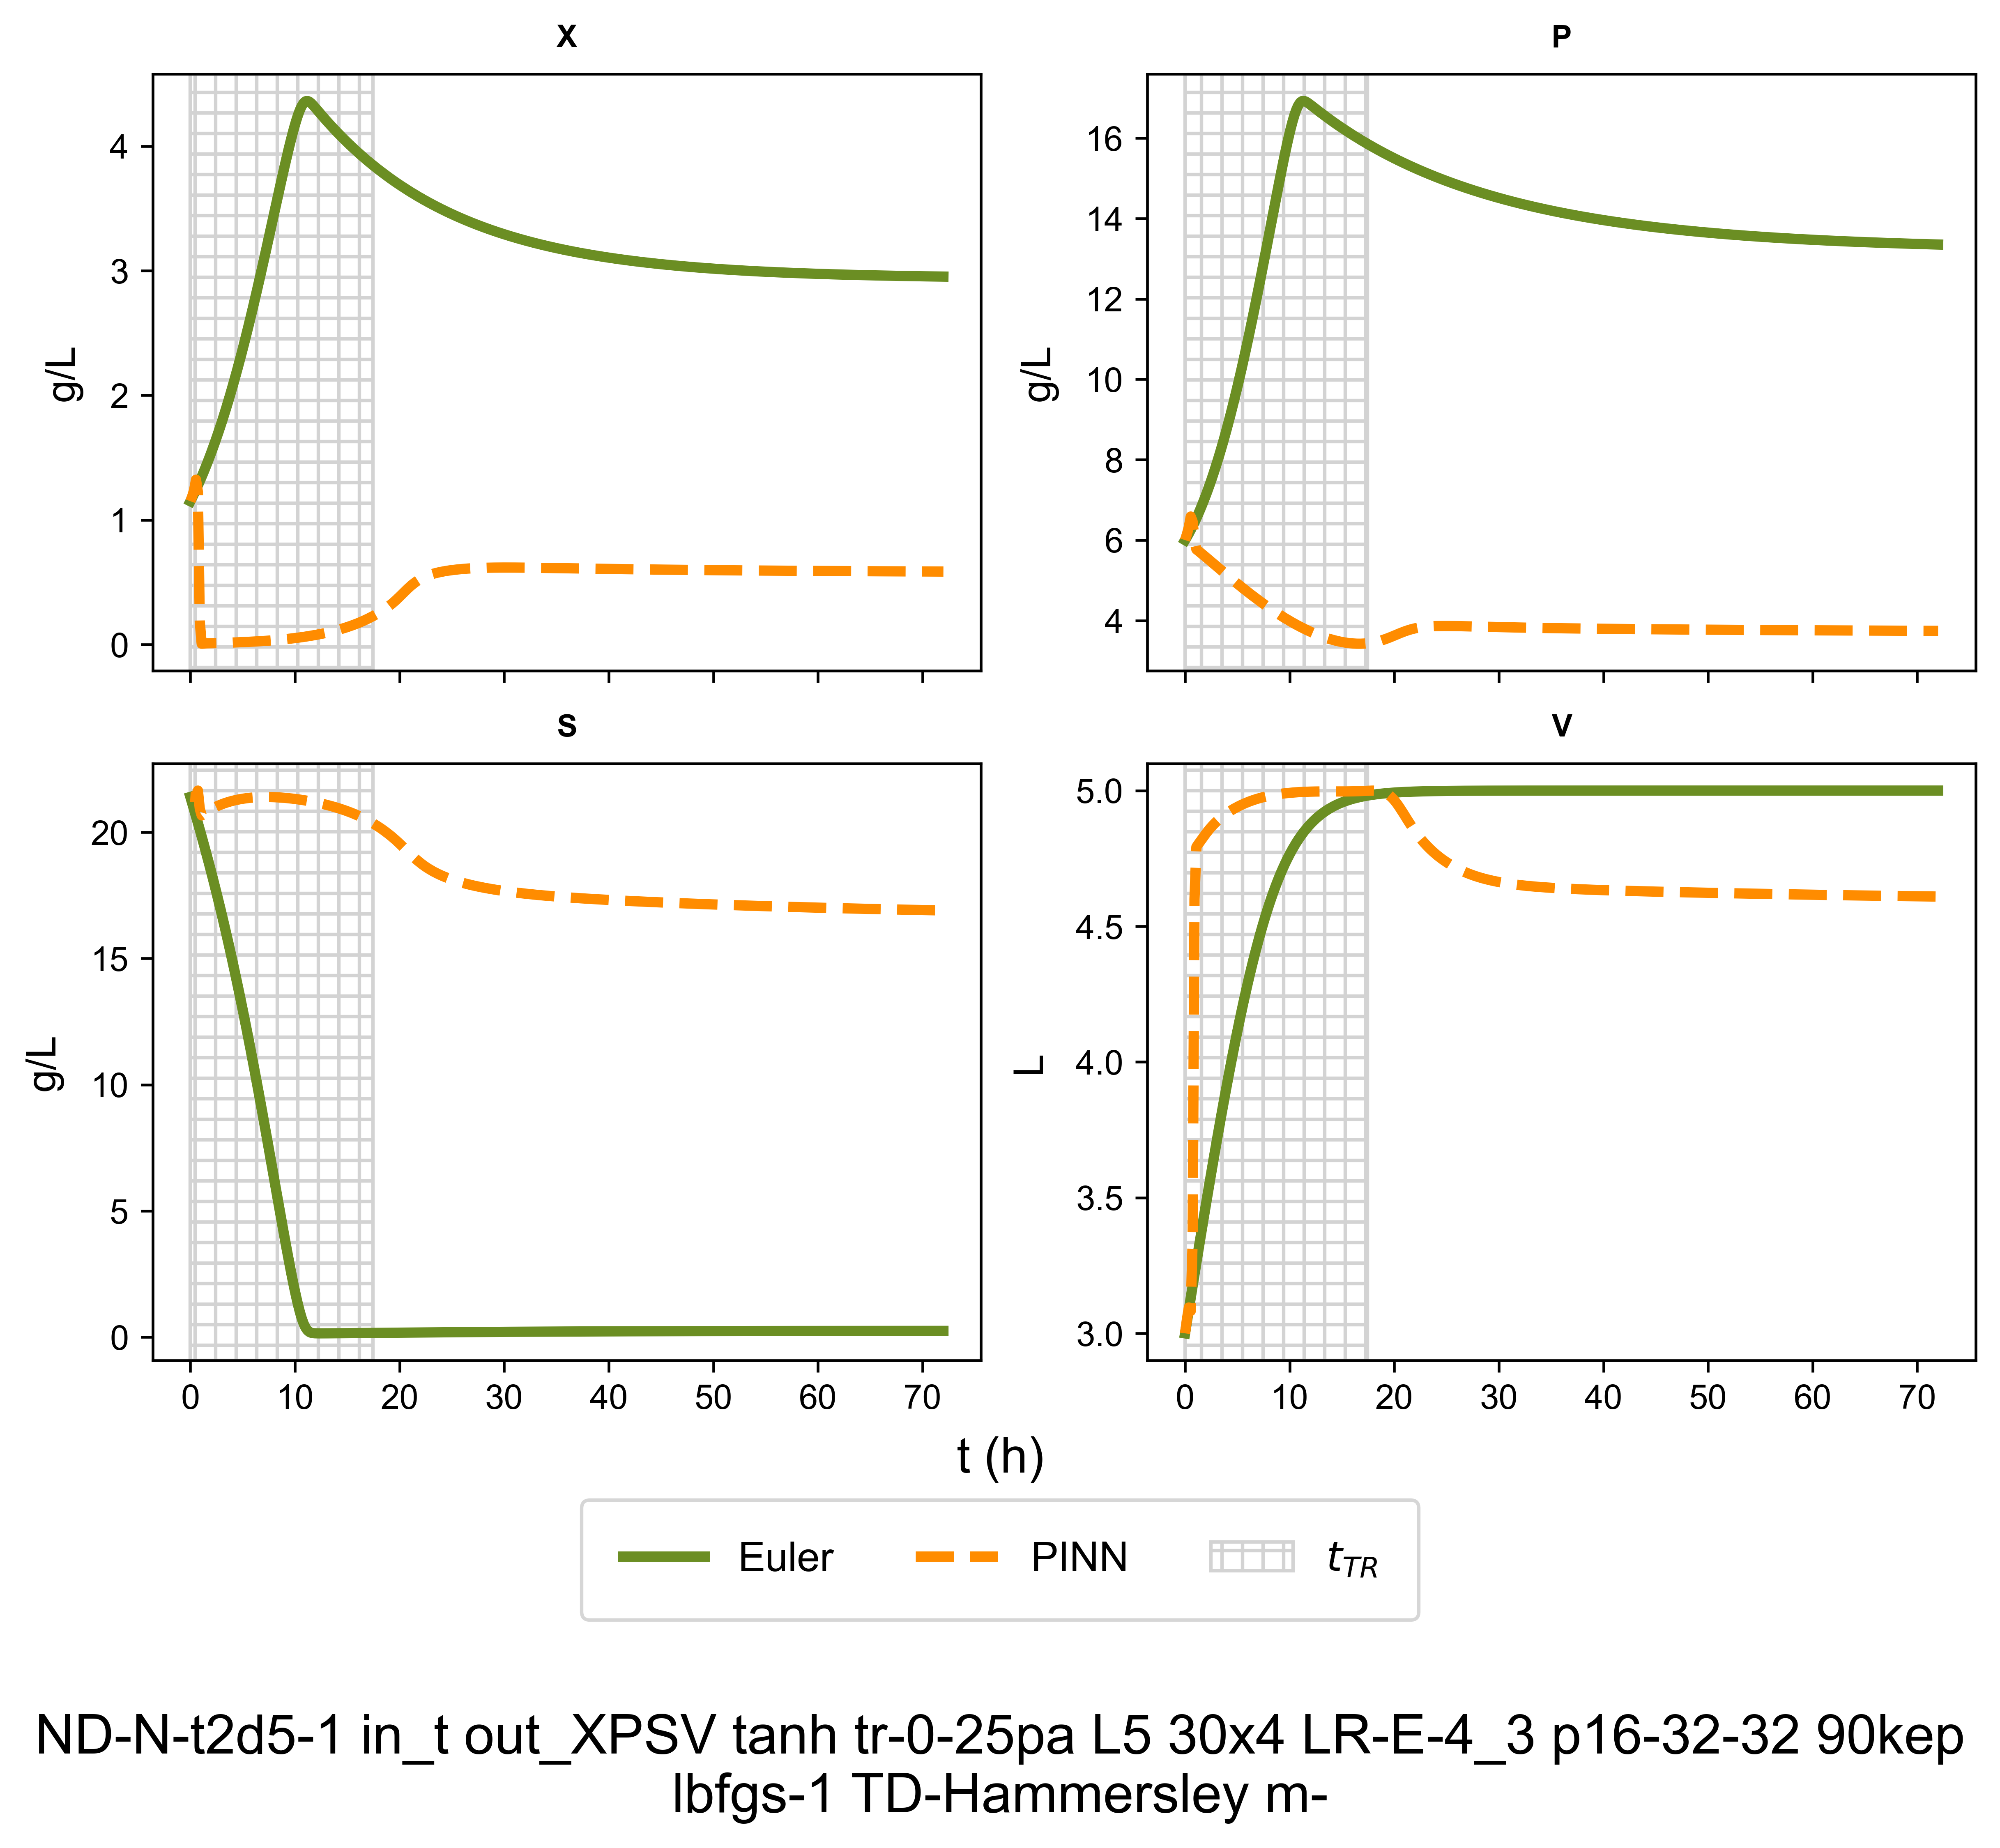 X
P
4
3
2
1
0
g/L
16
14
12
10
8
6
4
g/L
S
V
20
15
10
5
0
g/L
5.0
4.5
4.0
3.5
3.0
L
0 10 20 30 40 50 60 70
0 10 20 30 40 50 60 70
t (h)
Euler PINN t_{TR}
ND-N-t2d5-1 in_t out_XPSV tanh tr-0-25pa L5 30x4 LR-E-4_3 p16-32-32 90kep
lbfgs-1 TD-Hammersley m-